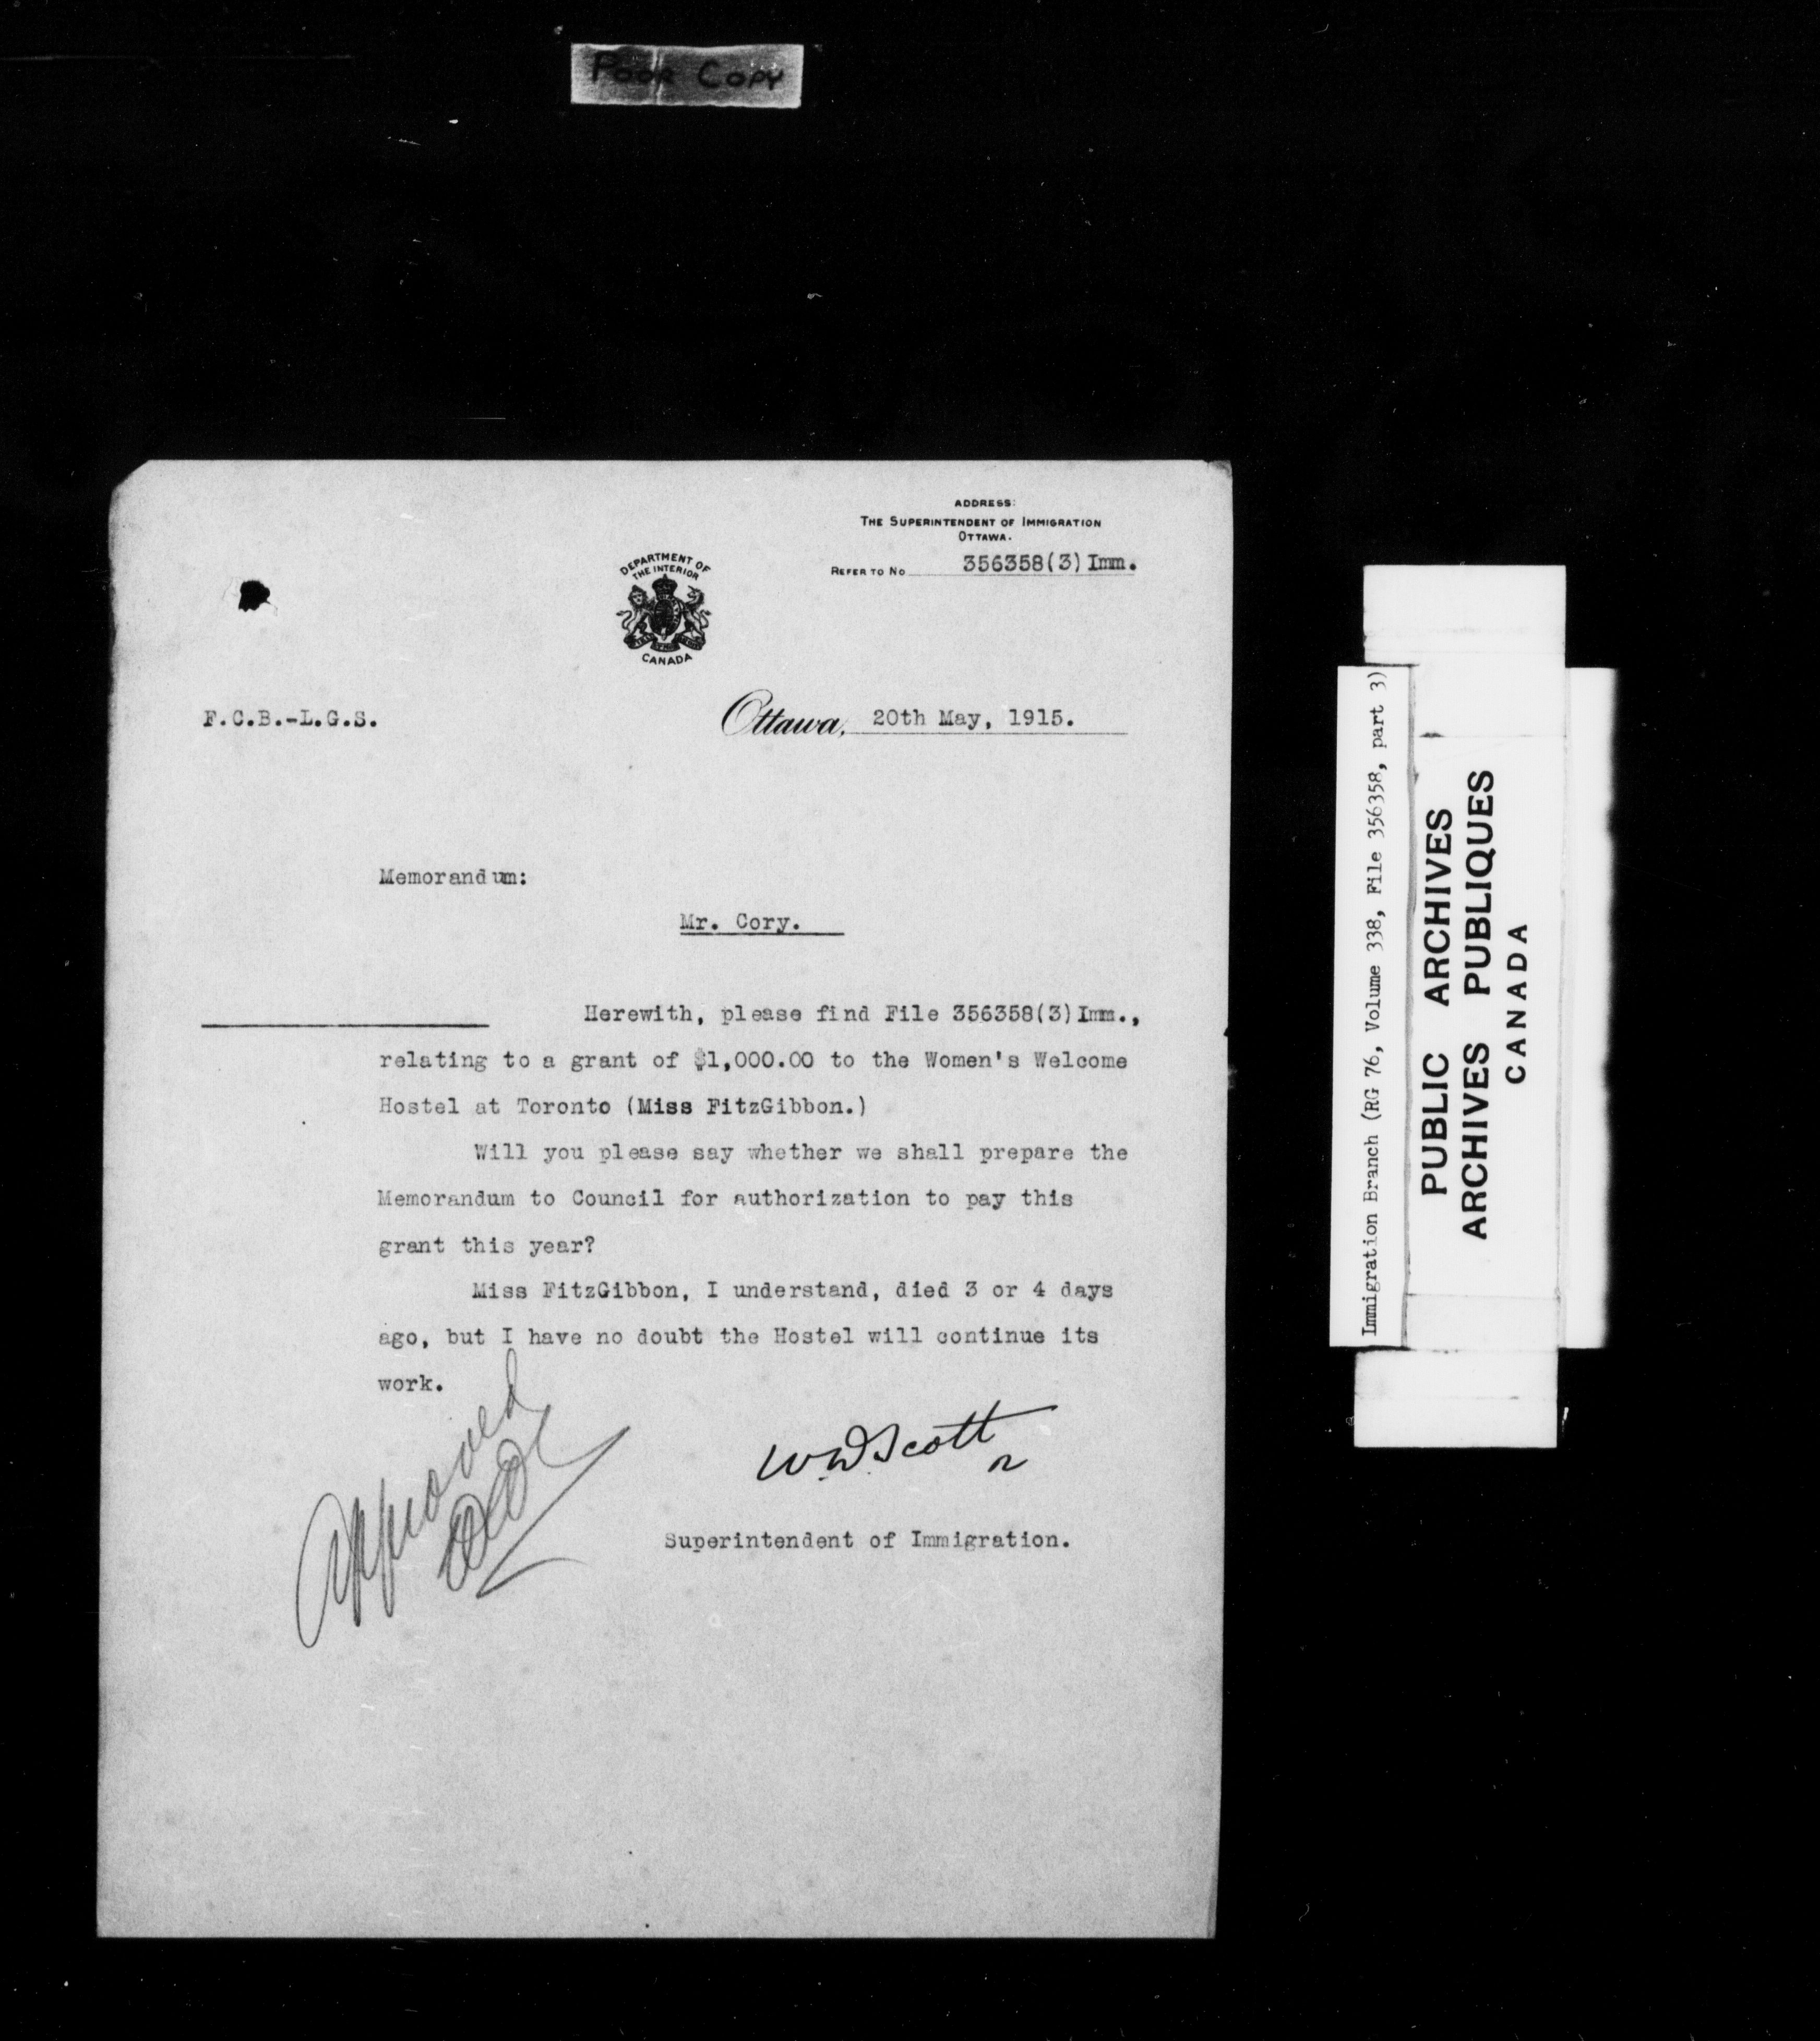 Poor Copy
ADDRESS:
THE SUPERINTENDENT OF IMMIGRATION
OTTAWA.
REFER TO No 356358(3)Imm.
DEPARTMENT OF
THE INTERIOR
CANADA
F.C.B.-L.G.S.
Ottawa, 20th May, 1915.
Memorandum:
Mr. Cory.
Herewith, please find File 356358(3)Imm.,
relating to a grant of $1,000.00 to the Women's Welcome
Hostel at Toronto (Miss FitzGibbon.)
Will you please say whether we shall prepare the
Memorandum to Council for authorization to pay this
grant this year?
Miss FitzGibbon, I understand, died 3 or 4 days
ago, but I have no doubt the Hostel will continue its
work.
Approved
W.D.Scott
Superintendent of Immigration.
Immigration Branch (RG 76, Volume 338, File 356358, part 3)
PUBLIC ARCHIVES
ARCHIVES PUBLIQUES
CANADA